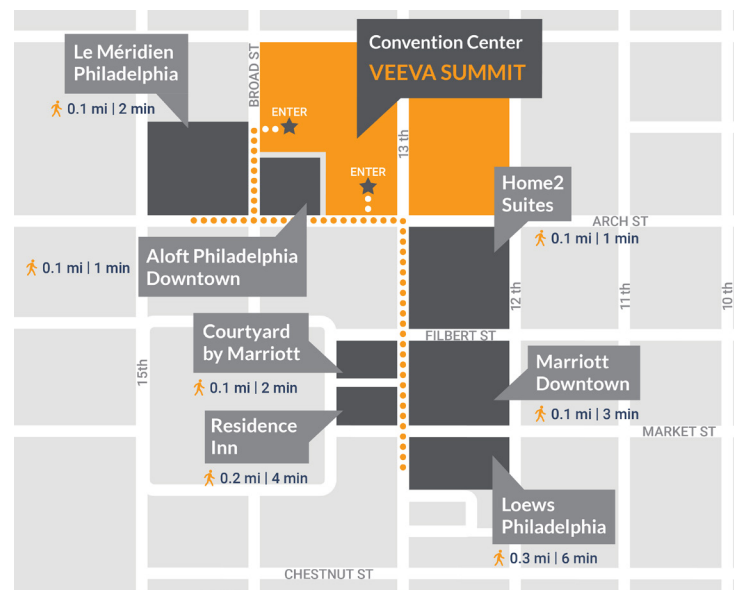 Le Méridien
Philadelphia
0.1 mi | 2 min
BROAD ST
Convention Center
VEEVA SUMMIT
ENTER
13 th
ENTER
Home2
Suites
ARCH ST
0.1 mi | 1 min
Aloft Philadelphia
Downtown
0.1 mi | 1 min
12 th
11 th
10 th
Courtyard
by Marriott
0.1 mi | 2 min
FILBERT ST
15th
Marriott
Downtown
0.1 mi | 3 min
Residence
Inn
0.2 mi | 4 min
MARKET ST
Loews
Philadelphia
0.3 mi | 6 min
CHESTNUT ST